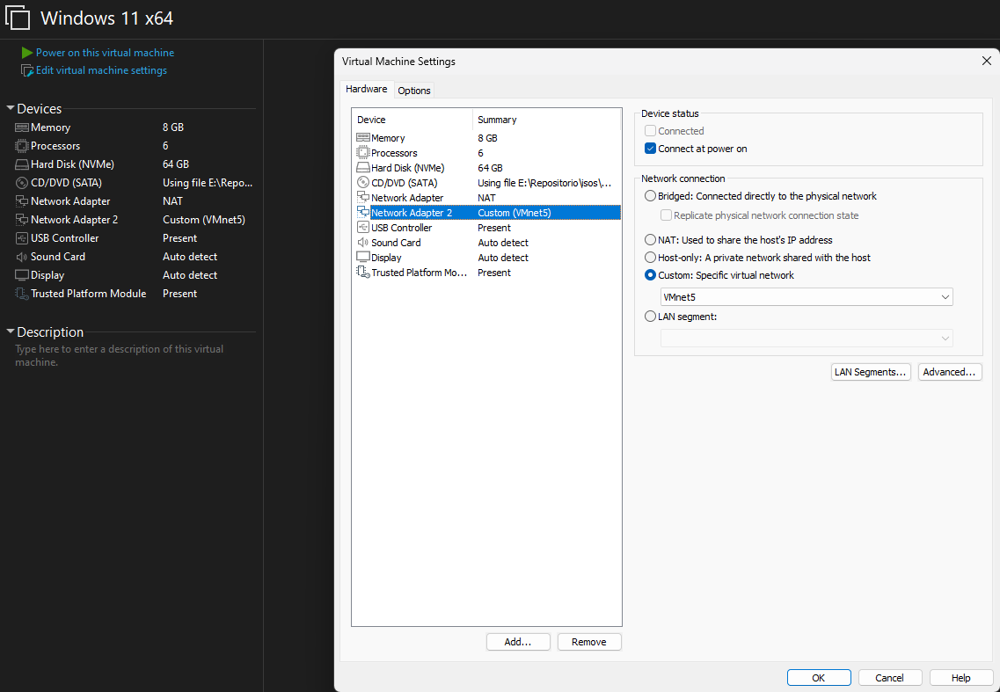 Windows 11 x64
Power on this virtual machine
Edit virtual machine settings
Devices
Memory 8 GB
Processors 6
Hard Disk (NVMe) 64 GB
CD/DVD (SATA) Using file E:\Repo...
Network Adapter NAT
Network Adapter 2 Custom (VMnet5)
USB Controller Present
Sound Card Auto detect
Display Auto detect
Trusted Platform Module Present
Description
Type here to enter a description of this virtual
machine.
Virtual Machine Settings
Hardware Options
Device Summary
Memory 8 GB
Processors 6
Hard Disk (NVMe) 64 GB
CD/DVD (SATA) Using file E:\Repositorio\isos\...
Network Adapter NAT
Network Adapter 2 Custom (VMnet5)
USB Controller Present
Sound Card Auto detect
Display Auto detect
Trusted Platform Mo... Present
Add... Remove
Device status
Connected
Connect at power on
Network connection
Bridged: Connected directly to the physical network
Replicate physical network connection state
NAT: Used to share the host's IP address
Host-only: A private network shared with the host
Custom: Specific virtual network
VMnet5
LAN segment:
LAN Segments... Advanced...
OK Cancel Help